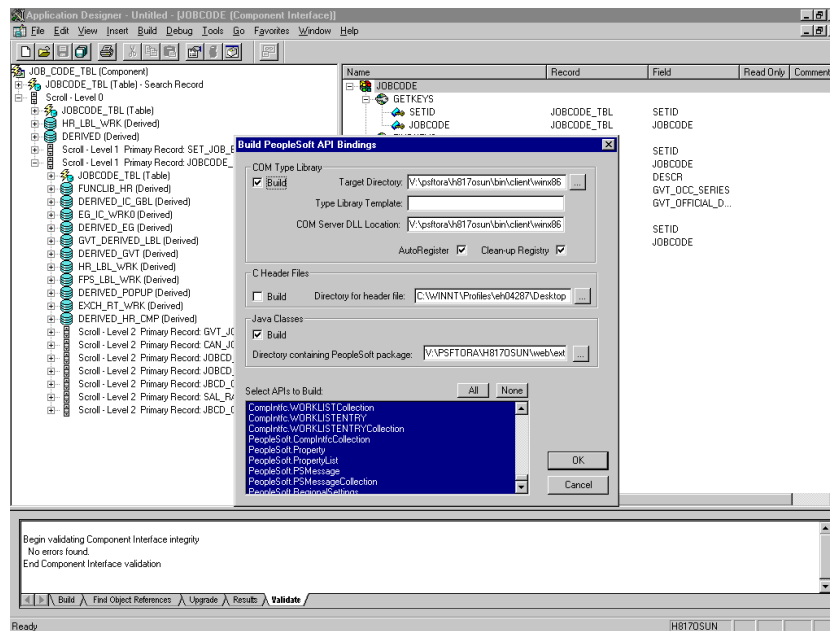 Application Designer - Untitled - [JOBCODE (Component Interface)]
File Edit View Insert Build Debug Tools Go Favorites Window Help
JOB_CODE_TBL (Component)
JOBCODE_TBL (Table) - Search Record
Scroll - Level 0
JOBCODE_TBL (Table)
HR_LBL_WRK (Derived)
DERIVED (Derived)
Scroll - Level 1 Primary Record: SET_JOB_E
Scroll - Level 1 Primary Record: JOBCODE_
JOBCODE_TBL (Table)
FUNCLIB_HR (Derived)
DERIVED_IC_GBL (Derived)
EG_IC_WRK0 (Derived)
DERIVED_EG (Derived)
GVT_DERIVED_LBL (Derived)
DERIVED_GVT (Derived)
HR_LBL_WRK (Derived)
FPS_LBL_WRK (Derived)
DERIVED_POPUP (Derived)
EXCH_RT_WRK (Derived)
DERIVED_HR_CMP (Derived)
Scroll - Level 2 Primary Record: GVT_JO
Scroll - Level 2 Primary Record: CAN_JO
Scroll - Level 2 Primary Record: JOBCD_
Scroll - Level 2 Primary Record: JOBCD_
Scroll - Level 2 Primary Record: JBCD_C
Scroll - Level 2 Primary Record: SAL_RA
Scroll - Level 2 Primary Record: JBCD_C
Name Record Field Read Only Comment
JOBCODE
GETKEYS
SETID JOBCODE_TBL SETID
JOBCODE JOBCODE_TBL JOBCODE
SETID
JOBCODE
DESCR
GVT_OCC_SERIES
GVT_OFFICIAL_D...
SETID
JOBCODE
Build PeopleSoft API Bindings
COM Type Library
Build Target Directory: V:\psftora\h817osun\bin\client\winx86 ...
Type Library Template:
COM Server DLL Location: V:\psftora\h817osun\bin\client\winx86
AutoRegister Clean-up Registry
C Header Files
Build Directory for header file: C:\WINNT\Profiles\eh04287\Desktop ...
Java Classes
Build
Directory containing PeopleSoft package: V:\PSFTORA\H817OSUN\web\ext ...
Select APIs to Build: All None
CompIntfc.WORKLISTCollection
CompIntfc.WORKLISTENTRY
CompIntfc.WORKLISTENTRYCollection
PeopleSoft.CompIntfcCollection
PeopleSoft.Property
PeopleSoft.PropertyList
PeopleSoft.PSMessage
PeopleSoft.PSMessageCollection
PeopleSoft.RegionalSettings
OK
Cancel
Begin validating Component Interface integrity
No errors found.
End Component Interface validation
Build Find Object References Upgrade Results Validate
Ready H817OSUN